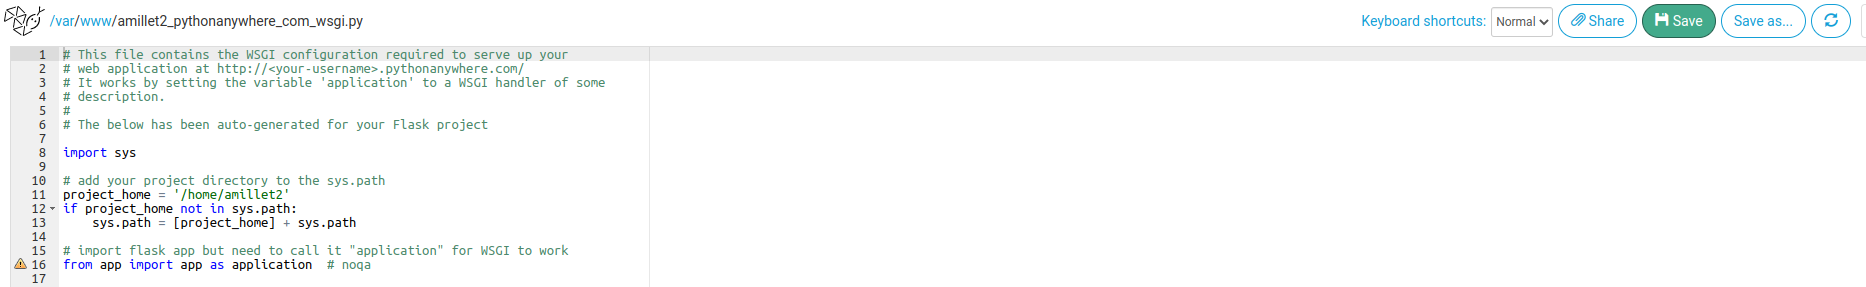 /var/www/amillet2_pythonanywhere_com_wsgi.py
Keyboard shortcuts: Normal Share Save Save as...
1 # This file contains the WSGI configuration required to serve up your
2 # web application at http://<your-username>.pythonanywhere.com/
3 # It works by setting the variable 'application' to a WSGI handler of some
4 # description.
5 #
6 # The below has been auto-generated for your Flask project
7
8 import sys
9
10 # add your project directory to the sys.path
11 project_home = '/home/amillet2'
12 if project_home not in sys.path:
13     sys.path = [project_home] + sys.path
14
15 # import flask app but need to call it "application" for WSGI to work
16 from app import app as application  # noqa
17